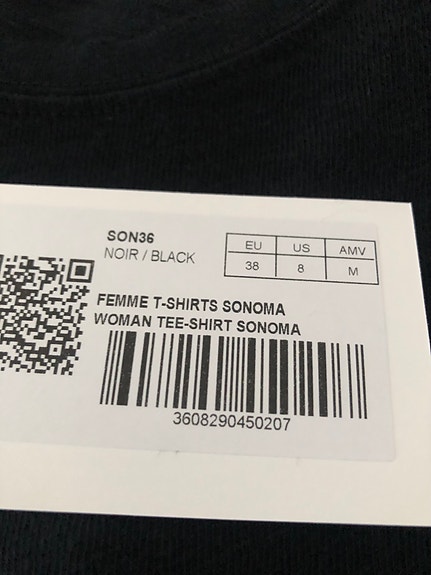 SON36
NOIR / BLACK
EU US AMV
38 8 M
FEMME T-SHIRTS SONOMA
WOMAN TEE-SHIRT SONOMA
3608290450207